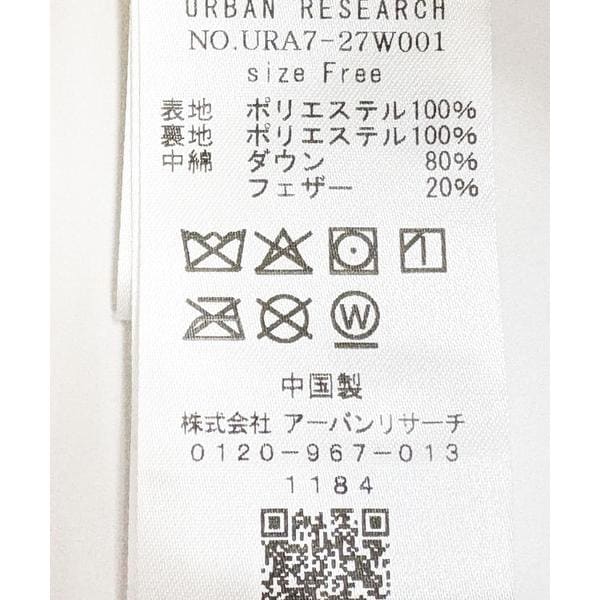 URBAN RESEARCH
NO.URA7-27W001
size Free
表地 ポリエステル100%
裏地 ポリエステル100%
中綿 ダウン 80%
フェザー 20%
W
中国製
株式会社 アーバンリサーチ
0120-967-013
1184